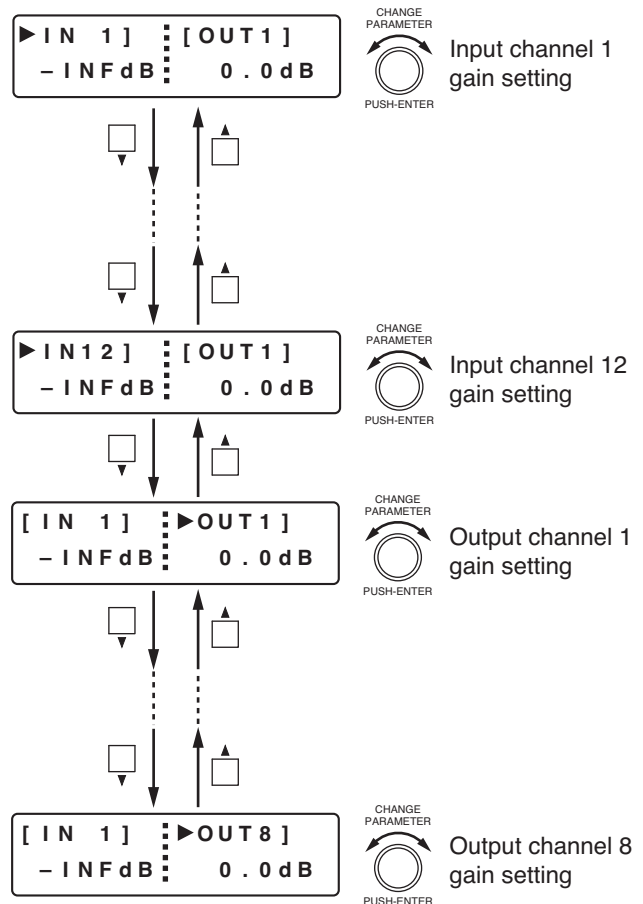 ▶IN 1] [OUT1]
–INFdB 0.0dB
CHANGE
PARAMETER
PUSH-ENTER
Input channel 1
gain setting
▶IN12] [OUT1]
–INFdB 0.0dB
CHANGE
PARAMETER
PUSH-ENTER
Input channel 12
gain setting
[IN 1] ▶OUT1]
–INFdB 0.0dB
CHANGE
PARAMETER
PUSH-ENTER
Output channel 1
gain setting
[IN 1] ▶OUT8]
–INFdB 0.0dB
CHANGE
PARAMETER
PUSH-ENTER
Output channel 8
gain setting